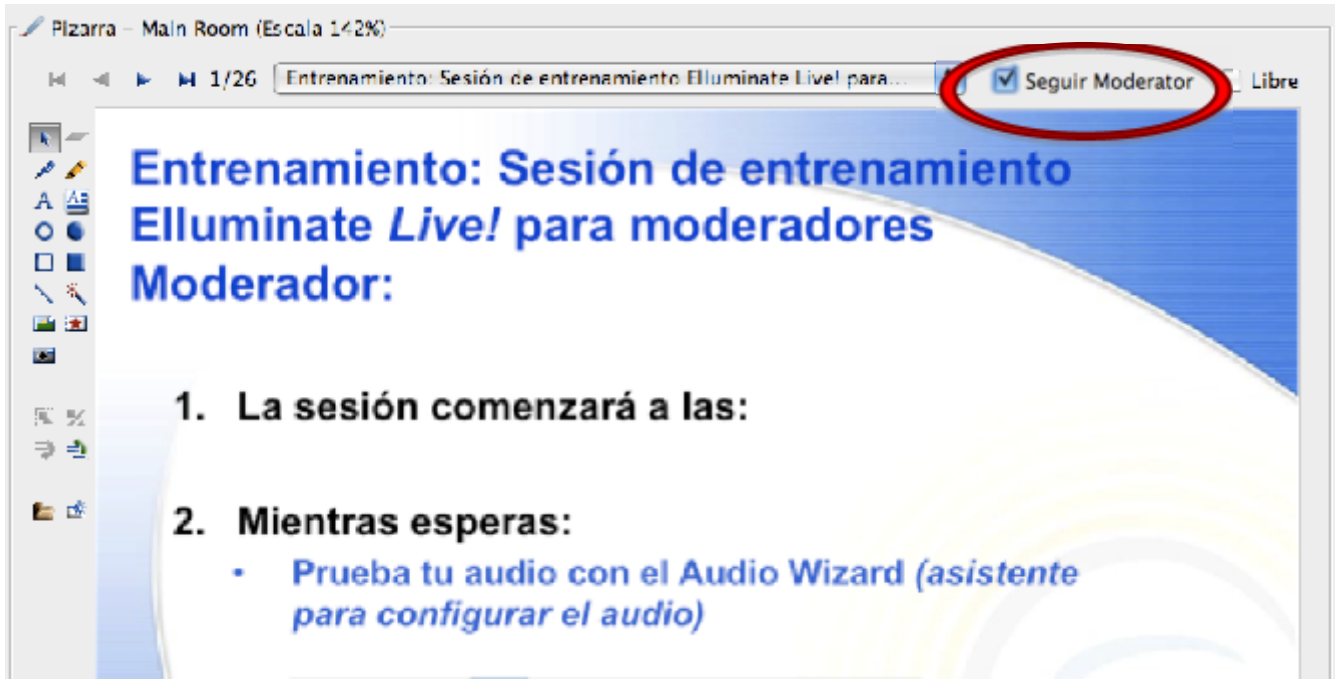 Pizarra – Main Room (Escala 142%)
1/26 Entrenamiento: Sesión de entrenamiento Elluminate Live! para... Seguir Moderator Libre
Entrenamiento: Sesión de entrenamiento
Elluminate Live! para moderadores
Moderador:
1. La sesión comenzará a las:
2. Mientras esperas:
• Prueba tu audio con el Audio Wizard (asistente
para configurar el audio)